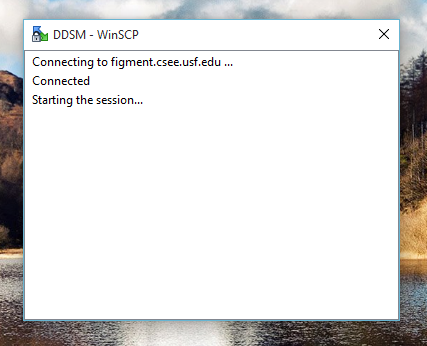 DDSM - WinSCP
Connecting to figment.csee.usf.edu ...
Connected
Starting the session...